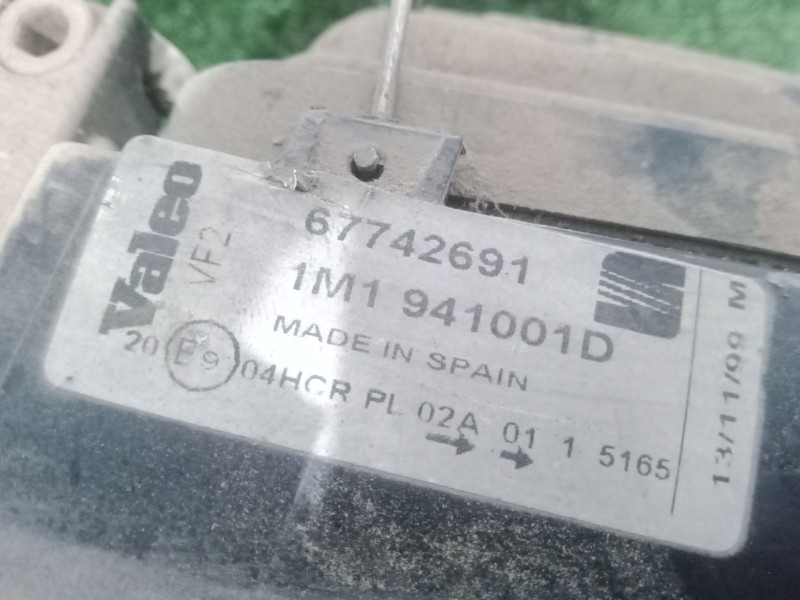 Valeo
VF2
67742691
1M1 941001D
MADE IN SPAIN
20 E9 04HCR PL 02A 01 1 5165
13/11/99 M